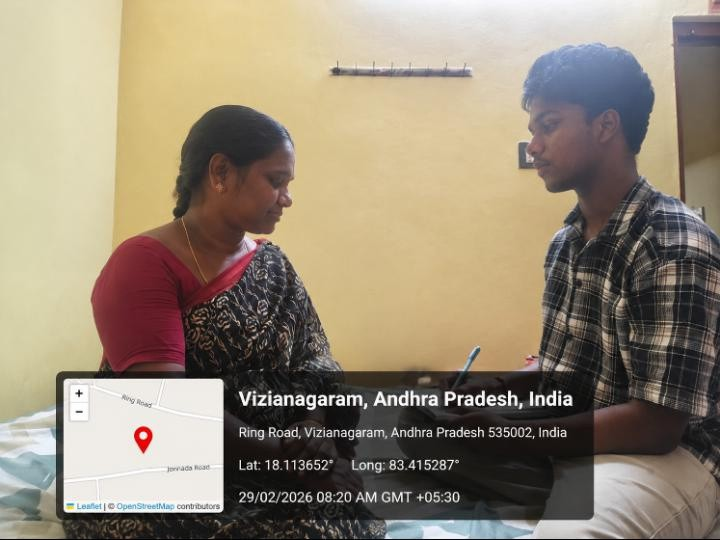 +
−
Ring Road
Jonnada Road
Leaflet | © OpenStreetMap contributors
Vizianagaram, Andhra Pradesh, India
Ring Road, Vizianagaram, Andhra Pradesh 535002, India
Lat: 18.113652° Long: 83.415287°
29/02/2026 08:20 AM GMT +05:30